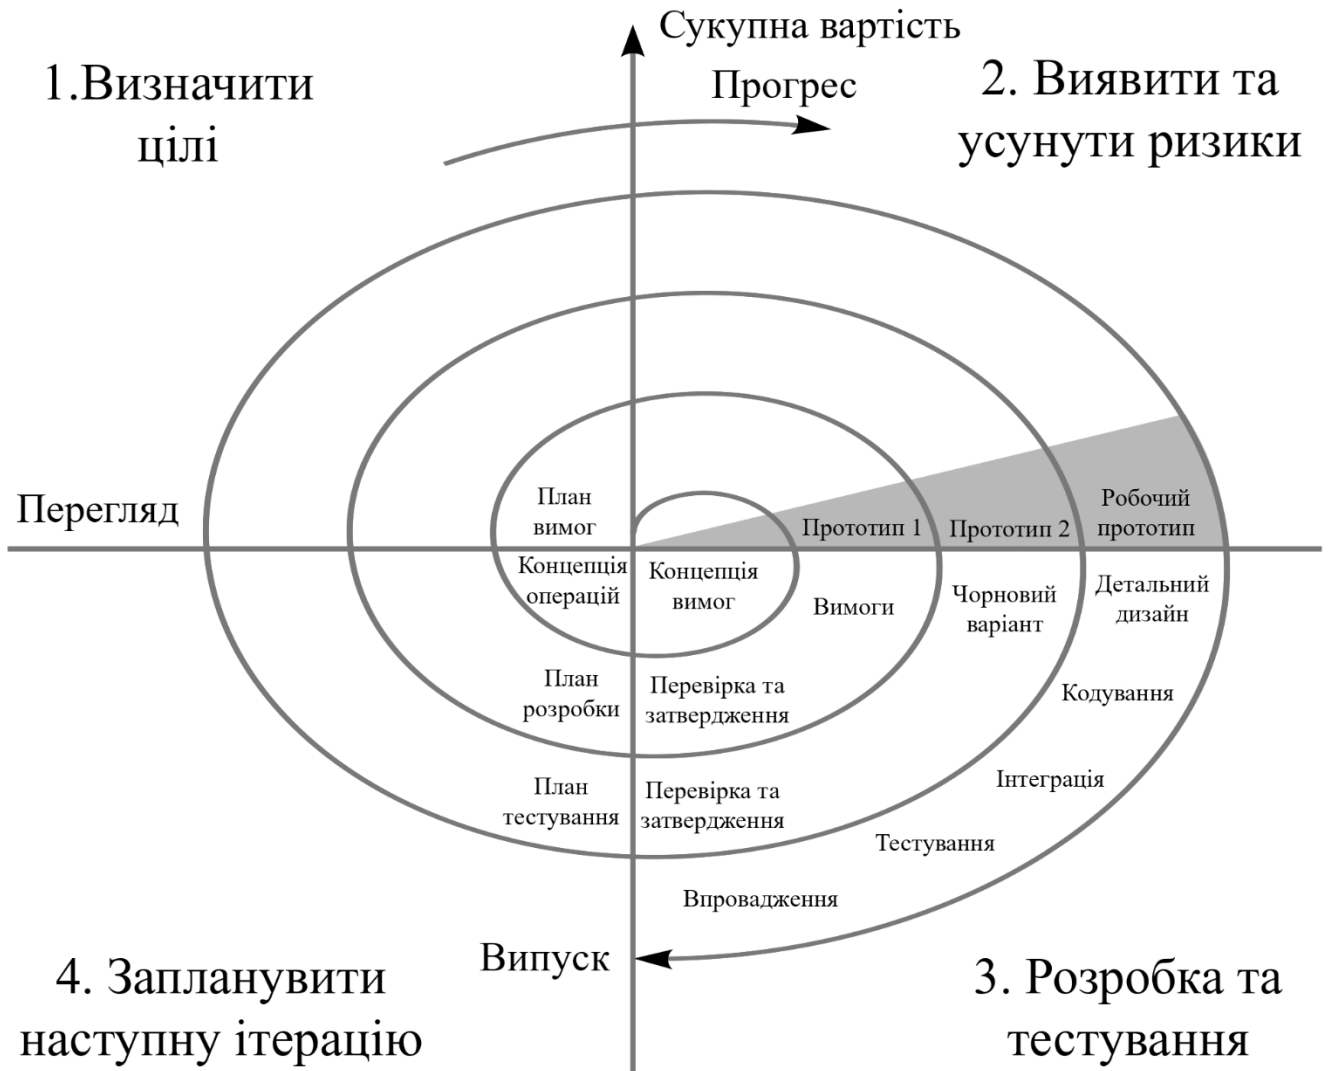 Сукупна вартість
Прогрес
1.Визначити
цілі
2. Виявити та
усунути ризики
Перегляд
План
вимог
Прототип 1
Прототип 2
Робочий
прототип
Концепція
операцій
Концепція
вимог
Вимоги
Чорновий
варіант
Детальний
дизайн
План
розробки
Перевірка та
затвердження
Кодування
План
тестування
Перевірка та
затвердження
Інтеграція
Тестування
Впровадження
Випуск
4. Запланувити
наступну ітерацію
3. Розробка та
тестування